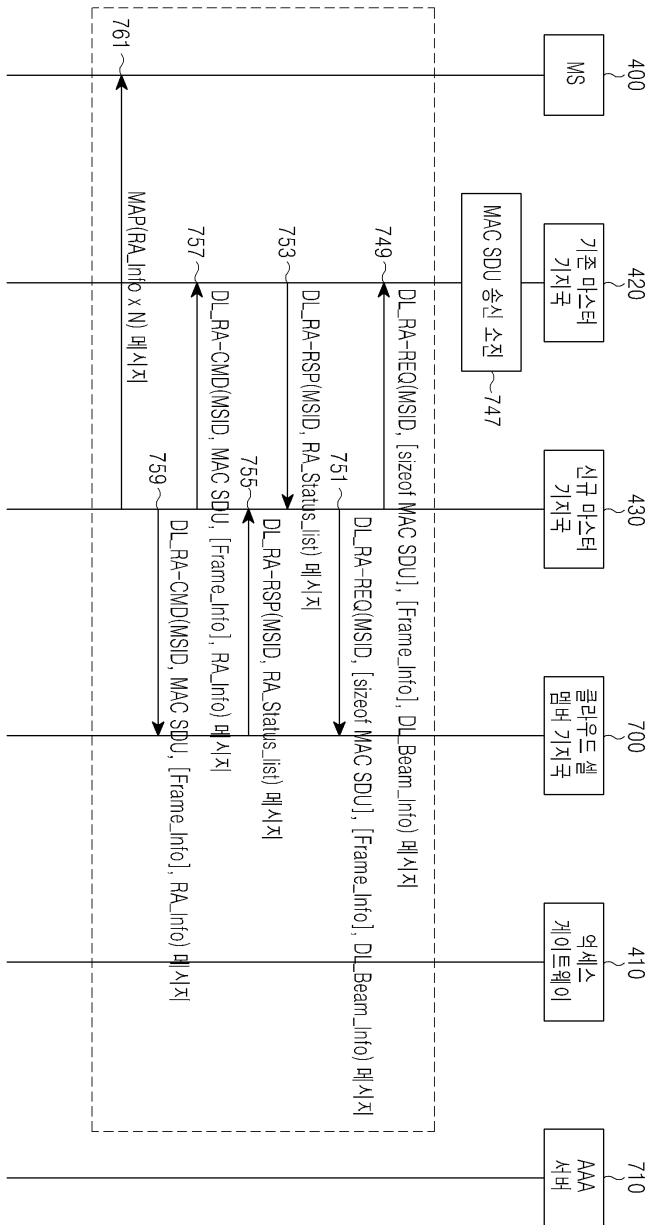 400
MS
420
기존 마스터
기지국
430
신규 마스터
기지국
700
클라우드 셀
멤버 기지국
410
억세스
게이트웨이
710
AAA
서버
MAC SDU 송신 소진
747
749
DL_RA-REQ(MSID, [sizeof MAC SDU], [Frame_Info], DL_Beam_Info) 메시지
751
DL_RA-REQ(MSID, [sizeof MAC SDU], [Frame_Info], DL_Beam_Info) 메시지
753
DL_RA-RSP(MSID, RA_Status_list) 메시지
755
DL_RA-RSP(MSID, RA_Status_list) 메시지
757
DL_RA-CMD(MSID, MAC SDU, [Frame_Info], RA_Info) 메시지
759
DL_RA-CMD(MSID, MAC SDU, [Frame_Info], RA_Info) 메시지
761
MAP(RA_Info x N) 메시지